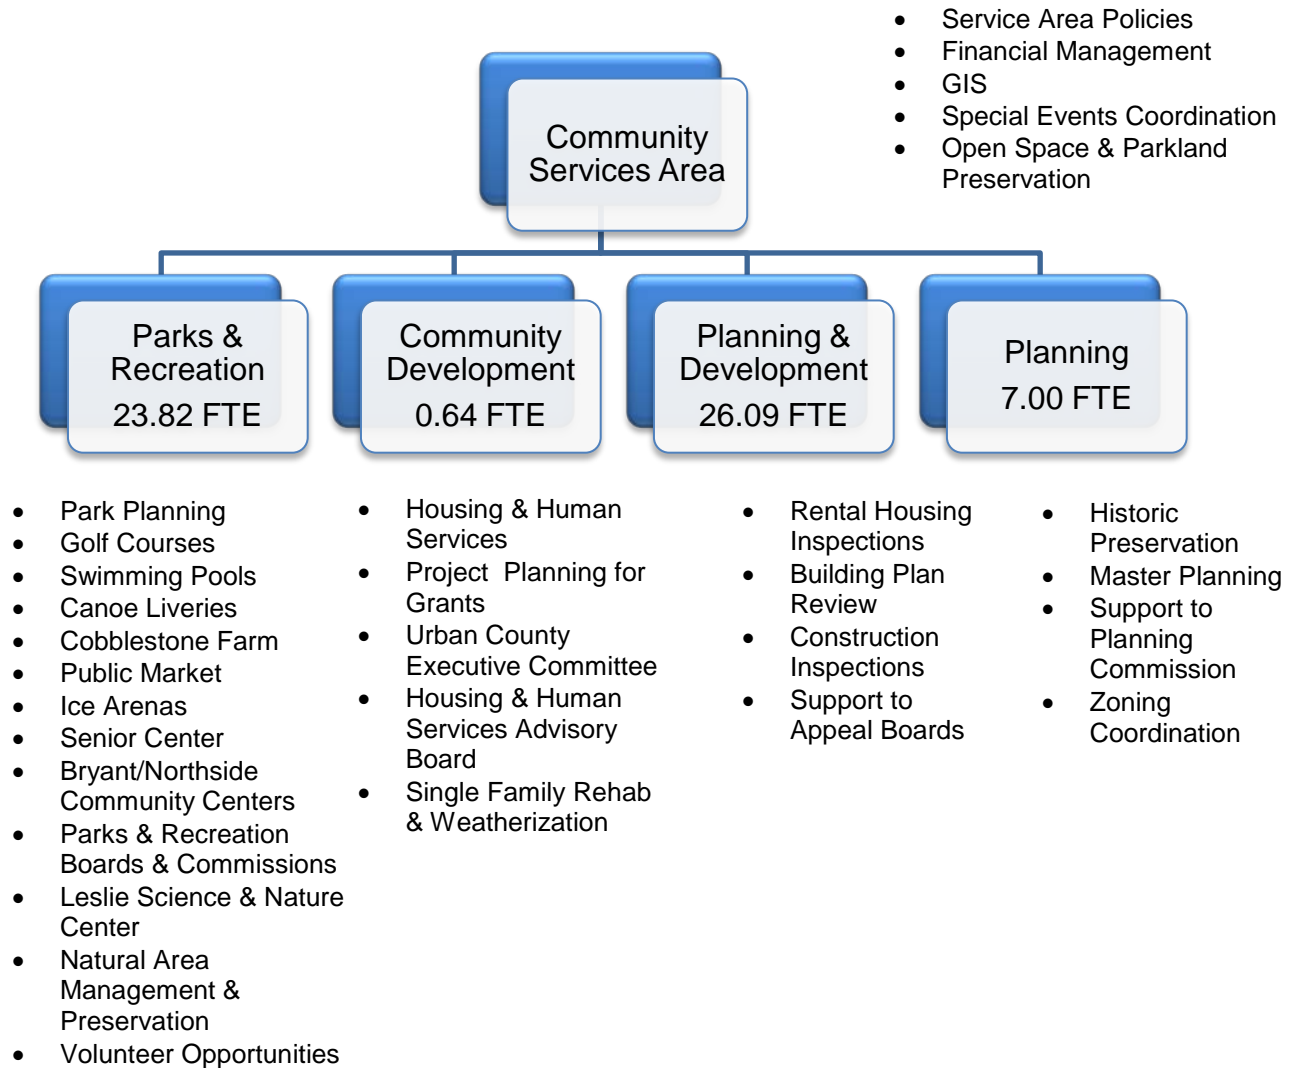 • Service Area Policies
• Financial Management
• GIS
• Special Events Coordination
• Open Space & Parkland
Preservation
Community
Services Area
Parks &
Recreation
23.82 FTE
Community
Development
0.64 FTE
Planning &
Development
26.09 FTE
Planning
7.00 FTE
• Park Planning
• Golf Courses
• Swimming Pools
• Canoe Liveries
• Cobblestone Farm
• Public Market
• Ice Arenas
• Senior Center
• Bryant/Northside
Community Centers
• Parks & Recreation
Boards & Commissions
• Leslie Science & Nature
Center
• Natural Area
Management &
Preservation
• Volunteer Opportunities
• Housing & Human
Services
• Project  Planning for
Grants
• Urban County
Executive Committee
• Housing & Human
Services Advisory
Board
• Single Family Rehab
& Weatherization
• Rental Housing
Inspections
• Building Plan
Review
• Construction
Inspections
• Support to
Appeal Boards
• Historic
Preservation
• Master Planning
• Support to
Planning
Commission
• Zoning
Coordination